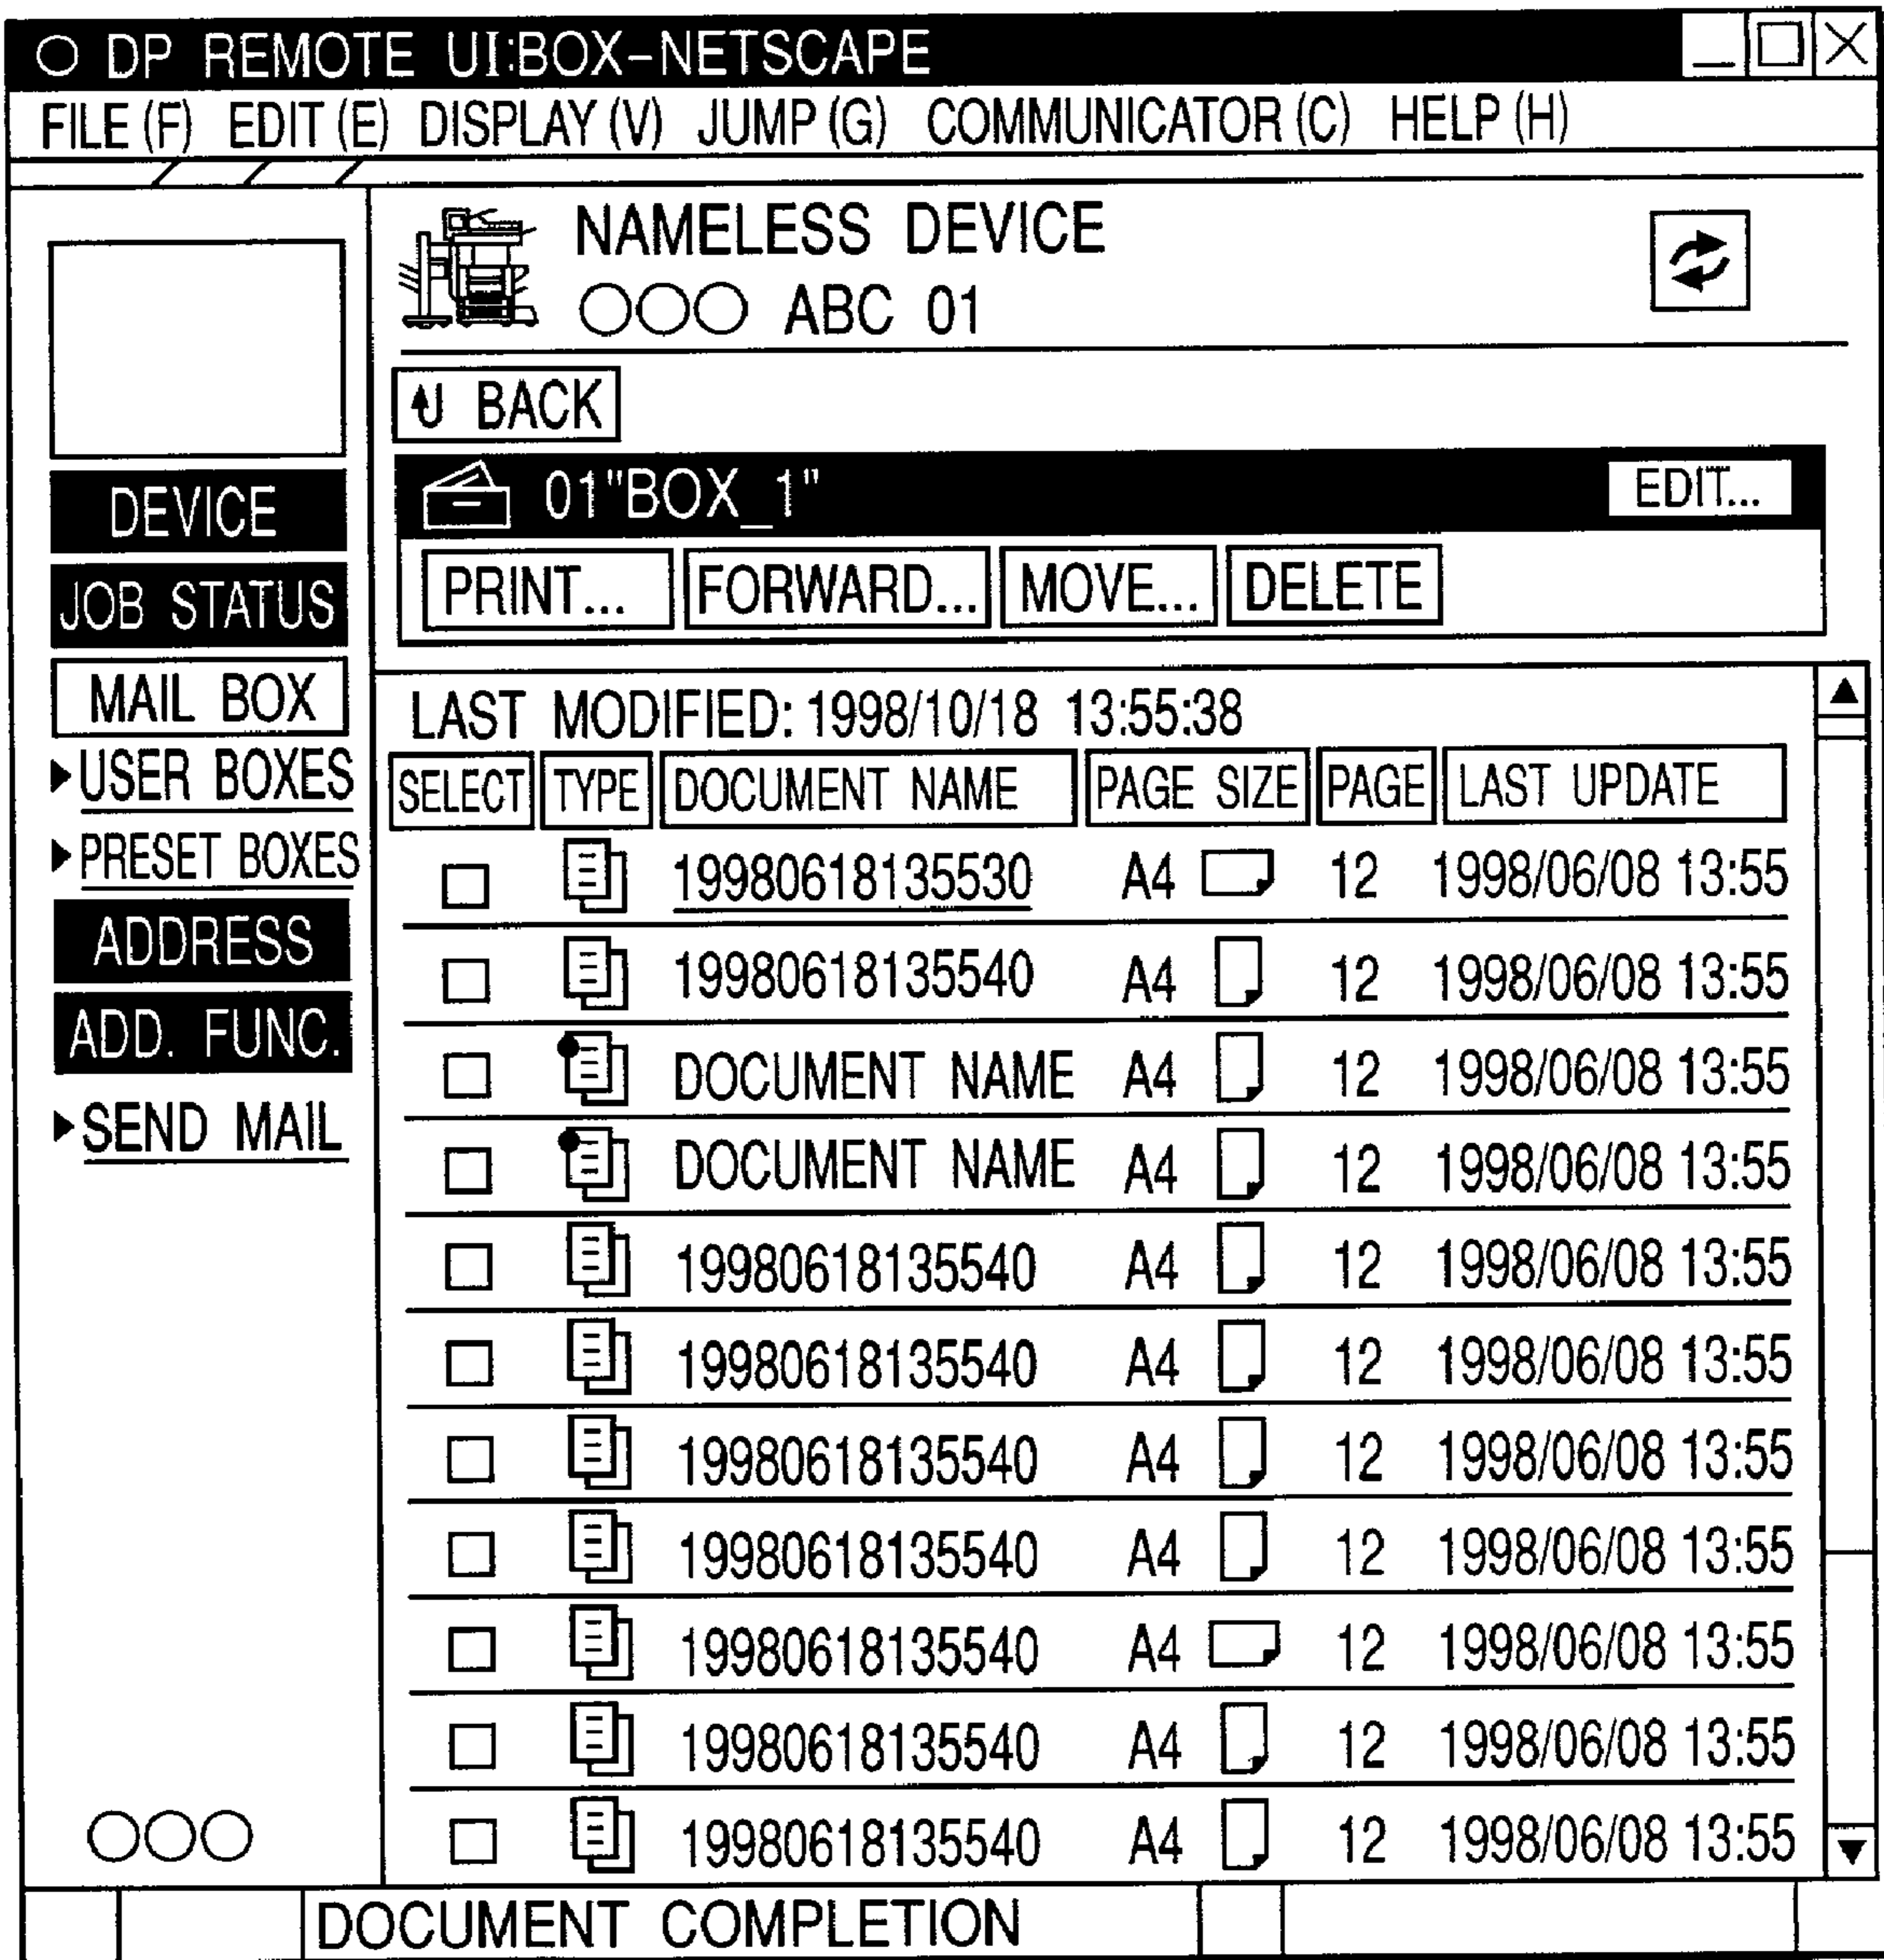 ○ DP REMOTE UI:BOX-NETSCAPE
FILE (F) EDIT (E) DISPLAY (V) JUMP (G) COMMUNICATOR (C) HELP (H)
NAMELESS DEVICE
○○○ ABC 01
BACK
DEVICE
JOB STATUS
MAIL BOX
USER BOXES
PRESET BOXES
ADDRESS
ADD. FUNC.
SEND MAIL
○○○
01"BOX_1" EDIT...
PRINT... FORWARD... MOVE... DELETE
LAST MODIFIED: 1998/10/18 13:55:38
SELECT TYPE DOCUMENT NAME PAGE SIZE PAGE LAST UPDATE
19980618135530 A4 12 1998/06/08 13:55
19980618135540 A4 12 1998/06/08 13:55
DOCUMENT NAME A4 12 1998/06/08 13:55
DOCUMENT NAME A4 12 1998/06/08 13:55
19980618135540 A4 12 1998/06/08 13:55
19980618135540 A4 12 1998/06/08 13:55
19980618135540 A4 12 1998/06/08 13:55
19980618135540 A4 12 1998/06/08 13:55
19980618135540 A4 12 1998/06/08 13:55
19980618135540 A4 12 1998/06/08 13:55
19980618135540 A4 12 1998/06/08 13:55
DOCUMENT COMPLETION